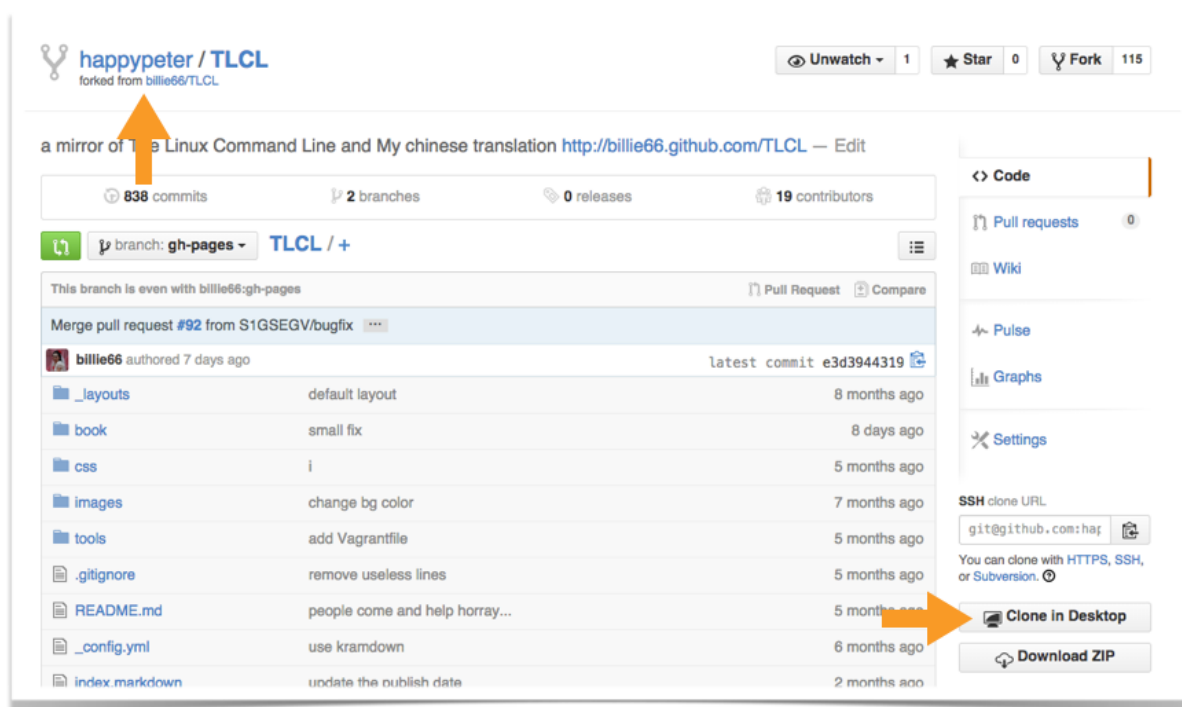 happypeter / TLCL
forked from billie66/TLCL
Unwatch 1 Star 0 Fork 115
a mirror of The Linux Command Line and My chinese translation http://billie66.github.com/TLCL — Edit
838 commits 2 branches 0 releases 19 contributors
branch: gh-pages TLCL / +
This branch is even with billie66:gh-pages Pull Request Compare
Merge pull request #92 from S1GSEGV/bugfix ...
billie66 authored 7 days ago latest commit e3d3944319
_layouts default layout 8 months ago
book small fix 8 days ago
css i 5 months ago
images change bg color 7 months ago
tools add Vagrantfile 5 months ago
.gitignore remove useless lines 5 months ago
README.md people come and help horray... 5 months ago
_config.yml use kramdown 6 months ago
index.markdown update the publish date 2 months ago
<> Code
Pull requests 0
Wiki
Pulse
Graphs
Settings
SSH clone URL
git@github.com:hap
You can clone with HTTPS, SSH,
or Subversion.
Clone in Desktop
Download ZIP